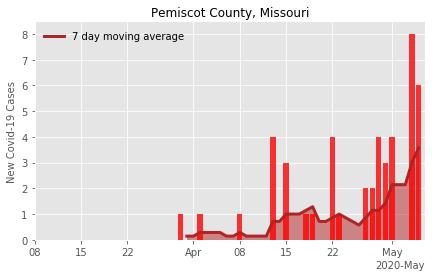 Pemiscot County, Missouri
7 day moving average
New Covid-19 Cases
8
7
6
5
4
3
2
1
0
08 15 22 Apr 08 15 22 May
2020-May